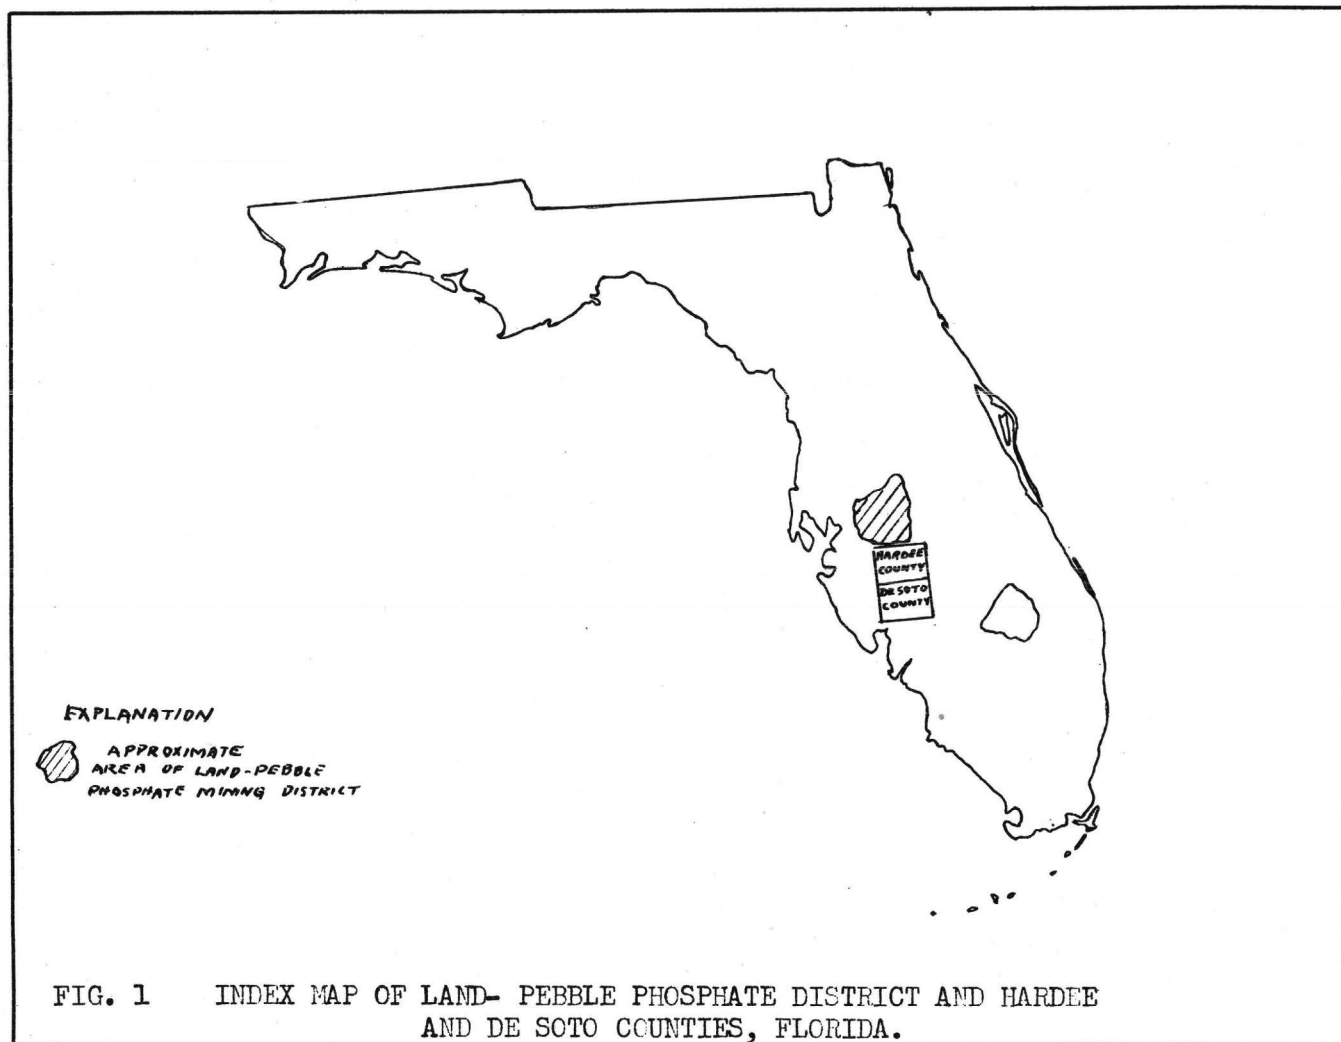 HARDEE
COUNTY
DE SOTO
COUNTY
EXPLANATION
APPROXIMATE
AREA OF LAND-PEBBLE
PHOSPHATE MINING DISTRICT
FIG. 1 INDEX MAP OF LAND- PEBBLE PHOSPHATE DISTRICT AND HARDEE
AND DE SOTO COUNTIES, FLORIDA.